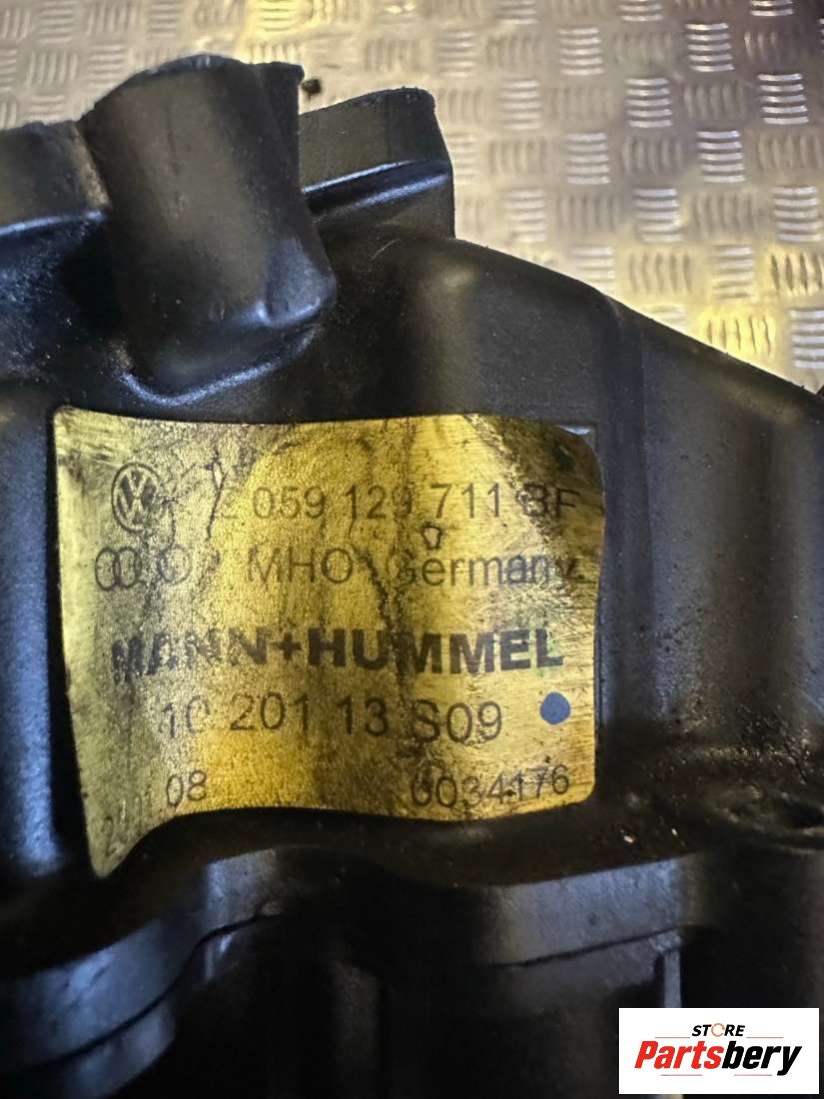 059 129 711 BF
MHO Germany
MANN+HUMMEL
10 201 13 S09
08 0034176
STORE
Partsbery